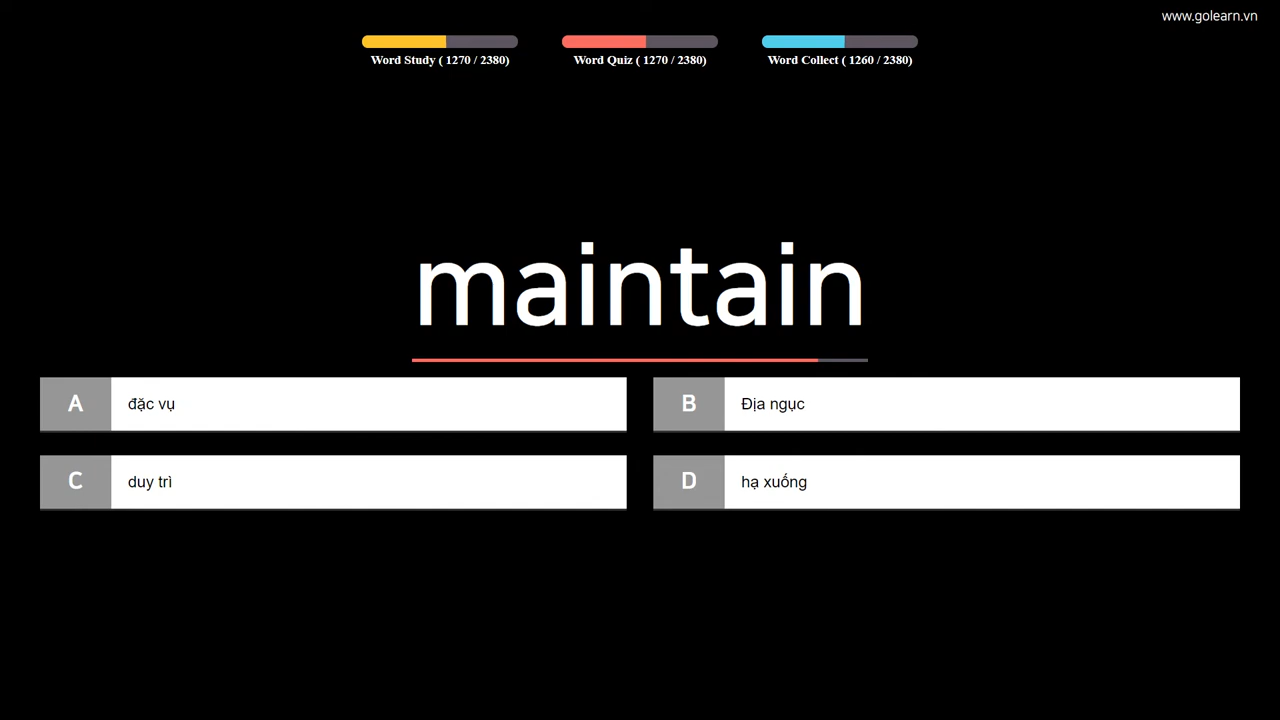 www.golearn.vn
Word Study ( 1270 / 2380)
Word Quiz ( 1270 / 2380)
Word Collect ( 1260 / 2380)
maintain
A đặc vụ
B Địa ngục
C duy trì
D hạ xuống